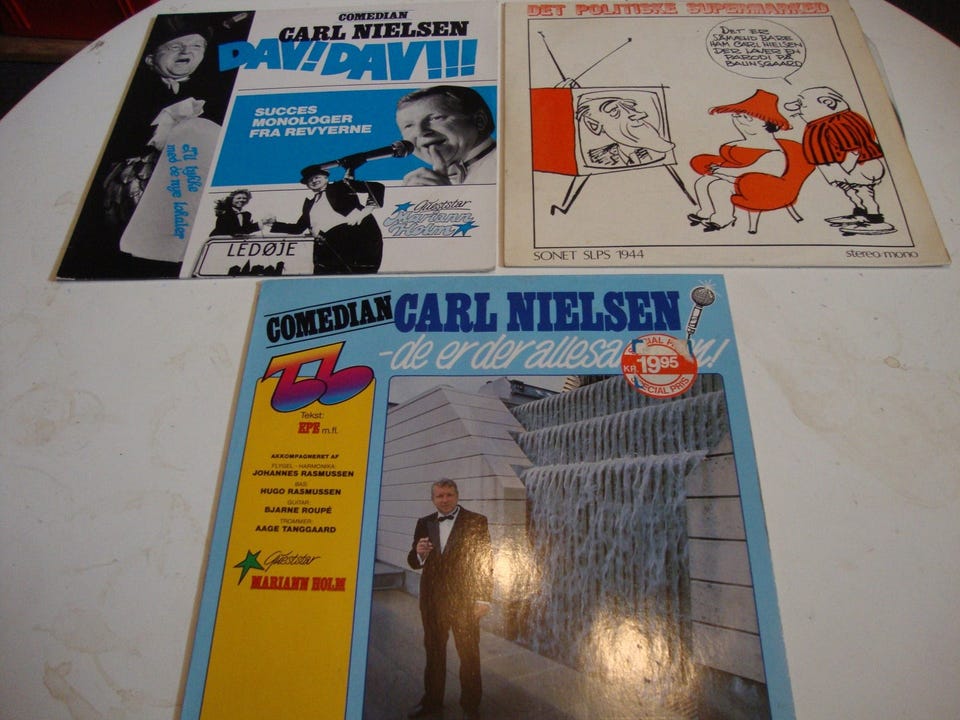 COMEDIAN
CARL NIELSEN
DAV! DAV!!!
SUCCES
MONOLOGER
FRA REVYERNE
Til lykke
med de nye lokaler
Gæstestar
Mariann
Holm
LEDØJE
DET POLITISKE SUPERMARKED
DET ER
SÅMÆND BARE
HAM CARL NIELSEN
DER LAVER EN
PARODI PÅ
BAUNSGAARD
SONET SLPS 1944
stereo-mono
COMEDIAN CARL NIELSEN
-de er der
Tekst:
EPE m.fl.
AKKOMPAGNERET AF
FLYGEL - HARMONIKA:
JOHANNES RASMUSSEN
BAS:
HUGO RASMUSSEN
GUITAR:
BJARNE ROUPÉ
TROMMER:
AAGE TANGGAARD
Gæstestar
MARIANN HOLM
KR. 19.95
SPECIAL PRIS